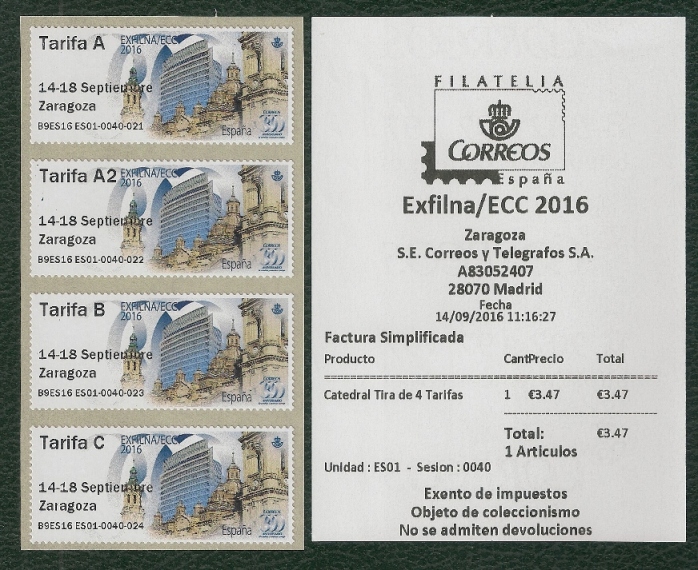 Tarifa A
EXFILNA/ECC
2016
14-18 Septiembre
Zaragoza
B9ES16 ES01-0040-021
España
Tarifa A2
EXFILNA/ECC
2016
14-18 Septiembre
Zaragoza
B9ES16 ES01-0040-022
España
Tarifa B
EXFILNA/ECC
2016
14-18 Septiembre
Zaragoza
B9ES16 ES01-0040-023
España
Tarifa C
EXFILNA/ECC
2016
14-18 Septiembre
Zaragoza
B9ES16 ES01-0040-024
España
FILATELIA
CORREOS
España
Exfilna/ECC 2016
Zaragoza
S.E. Correos y Telegrafos S.A.
A83052407
28070 Madrid
Fecha
14/09/2016 11:16:27
Factura Simplificada
Producto CantPrecio Total
Catedral Tira de 4 Tarifas 1 €3.47 €3.47
Total: €3.47
1 Articulos
Unidad : ES01 - Sesion : 0040
Exento de impuestos
Objeto de coleccionismo
No se admiten devoluciones